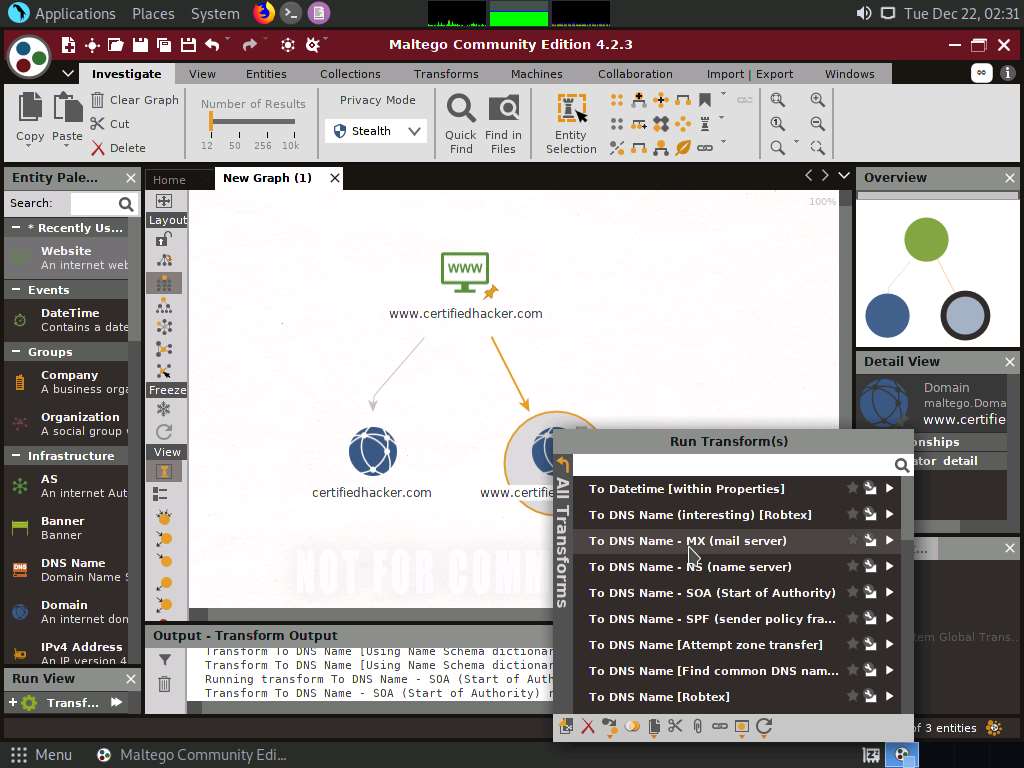 Applications Places System Tue Dec 22, 02:31
Maltego Community Edition 4.2.3
Investigate View Entities Collections Transforms Machines Collaboration Import | Export Windows
Copy
Paste
Clear Graph
Cut
Delete
Number of Results
12 50 256 10k
Privacy Mode
Stealth
Quick Find
Find in Files
Entity Selection
Entity Pale...
Search:
* Recently Us...
Website
An internet web
Events
DateTime
Contains a date
Groups
Company
A business orga
Organization
A social group
Infrastructure
AS
An internet Aut
Banner
Banner
DNS Name
Domain Name S
Domain
An internet dom
IPv4 Address
An IP version 4
Run View
Transf...
Home New Graph (1)
Layout
Freeze
View
100%
WWW
www.certifiedhacker.com
certifiedhacker.com
www.certifie
NOT FOR COMM
Output - Transform Output
Transform To DNS Name [Using Name Schema dictionar
Transform To DNS Name [Using Name Schema dictionar
Running transform To DNS Name - SOA (Start of Auth
Transform To DNS Name - SOA (Start of Authority) r
Run Transform(s)
All Transforms
To Datetime [within Properties]
To DNS Name (interesting) [Robtex]
To DNS Name - MX (mail server)
To DNS Name - NS (name server)
To DNS Name - SOA (Start of Authority)
To DNS Name - SPF (sender policy fra...
To DNS Name [Attempt zone transfer]
To DNS Name [Find common DNS nam...
To DNS Name [Robtex]
Overview
Detail View
Domain
maltego.Doma
www.certifie
onships
ator detail
...
tem Global Trans..
of 3 entities
Menu Maltego Community Edi...